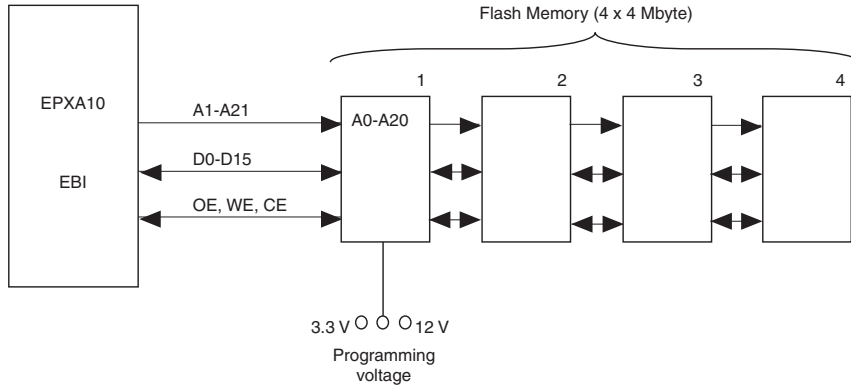 Flash Memory (4 x 4 Mbyte)
1 2 3 4
EPXA10
A1-A21
A0-A20
D0-D15
EBI
OE, WE, CE
3.3 V 12 V
Programming
voltage